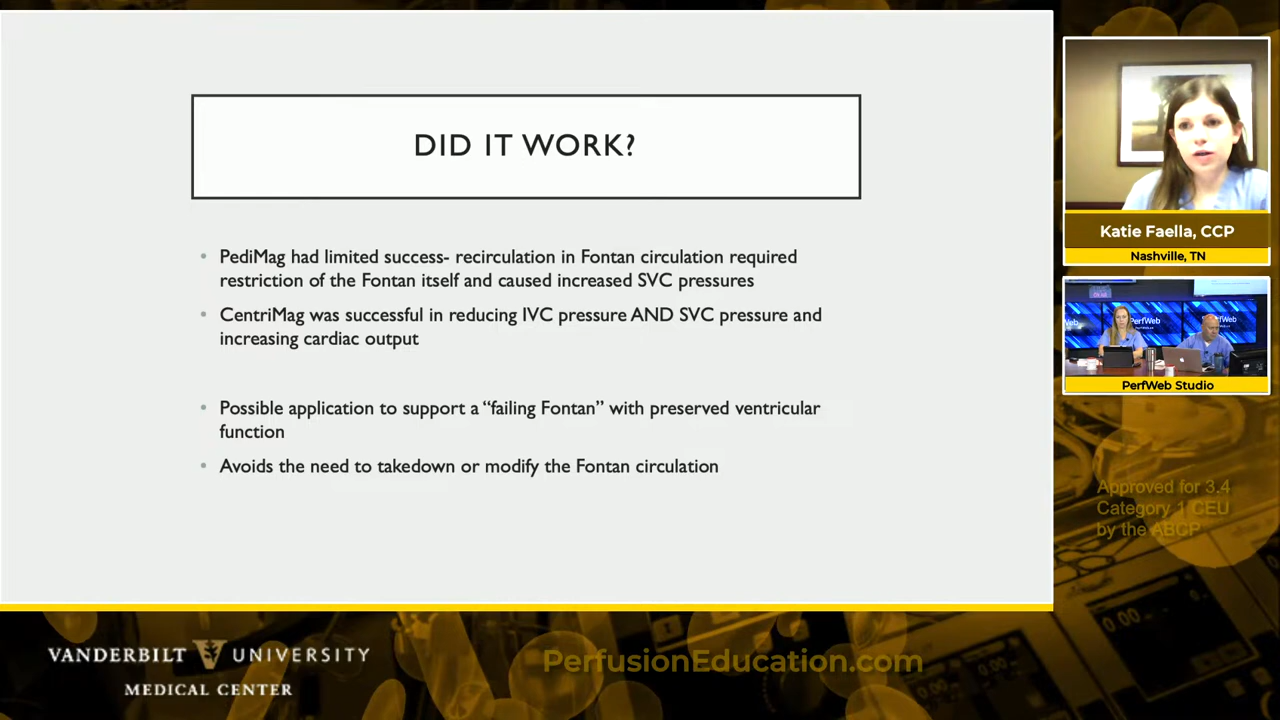 DID IT WORK?
PediMag had limited success- recirculation in Fontan circulation required
restriction of the Fontan itself and caused increased SVC pressures
CentriMag was successful in reducing IVC pressure AND SVC pressure and
increasing cardiac output
Possible application to support a “failing Fontan” with preserved ventricular
function
Avoids the need to takedown or modify the Fontan circulation
Katie Faella, CCP
Nashville, TN
PerfWeb
PerfWeb Studio
Approved for 3.4
Category 1 CEU
by the ABCP
VANDERBILT UNIVERSITY
MEDICAL CENTER
PerfusionEducation.com